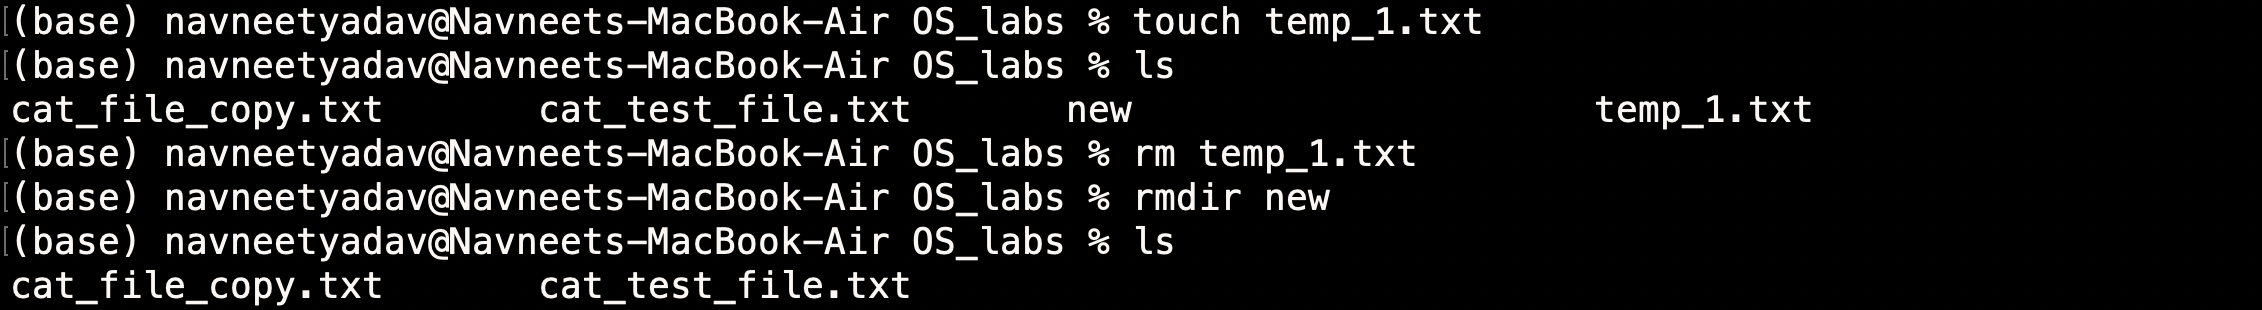 [(base) navneetyadav@Navneets-MacBook-Air OS_labs % touch temp_1.txt
[(base) navneetyadav@Navneets-MacBook-Air OS_labs % ls
cat_file_copy.txt cat_test_file.txt new temp_1.txt
[(base) navneetyadav@Navneets-MacBook-Air OS_labs % rm temp_1.txt
[(base) navneetyadav@Navneets-MacBook-Air OS_labs % rmdir new
[(base) navneetyadav@Navneets-MacBook-Air OS_labs % ls
cat_file_copy.txt cat_test_file.txt